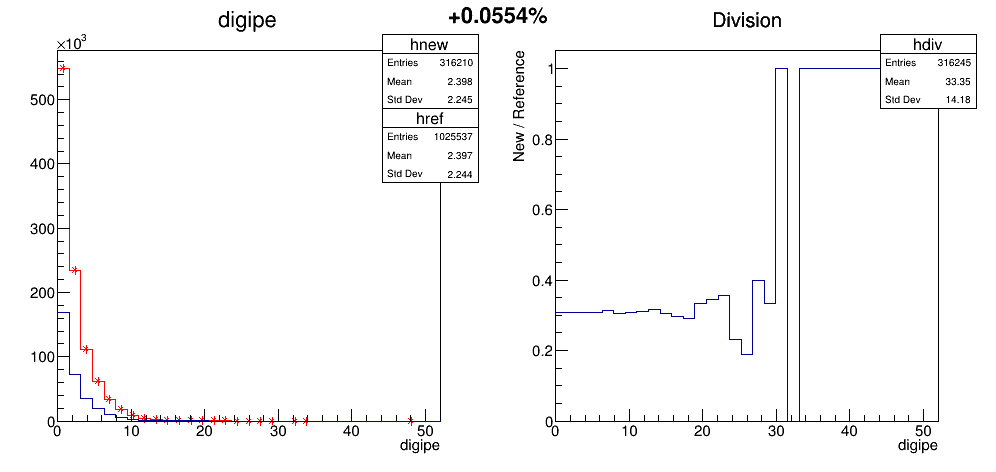 digipe
+0.0554%
Division
×10³
hnew
Entries 316210
Mean 2.398
Std Dev 2.245
href
Entries 1025537
Mean 2.397
Std Dev 2.244
500
400
300
200
100
0
0 10 20 30 40 50
digipe
hdiv
Entries 316245
Mean 33.35
Std Dev 14.18
New / Reference
1
0.8
0.6
0.4
0.2
0
0 10 20 30 40 50
digipe